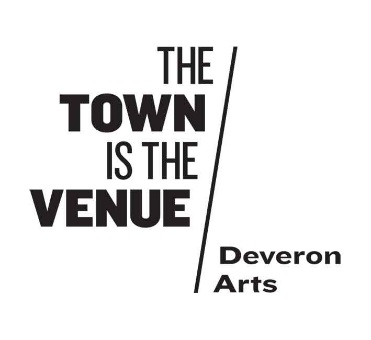 THE
TOWN
IS THE
VENUE
Deveron
Arts